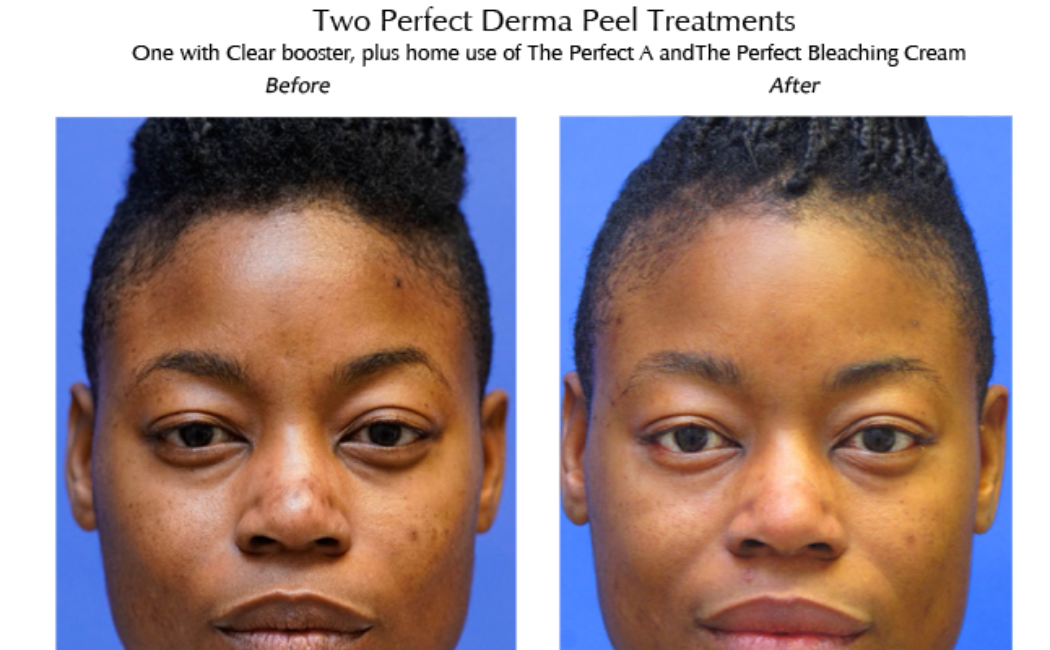 Two Perfect Derma Peel Treatments
One with Clear booster, plus home use of The Perfect A andThe Perfect Bleaching Cream
Before
After